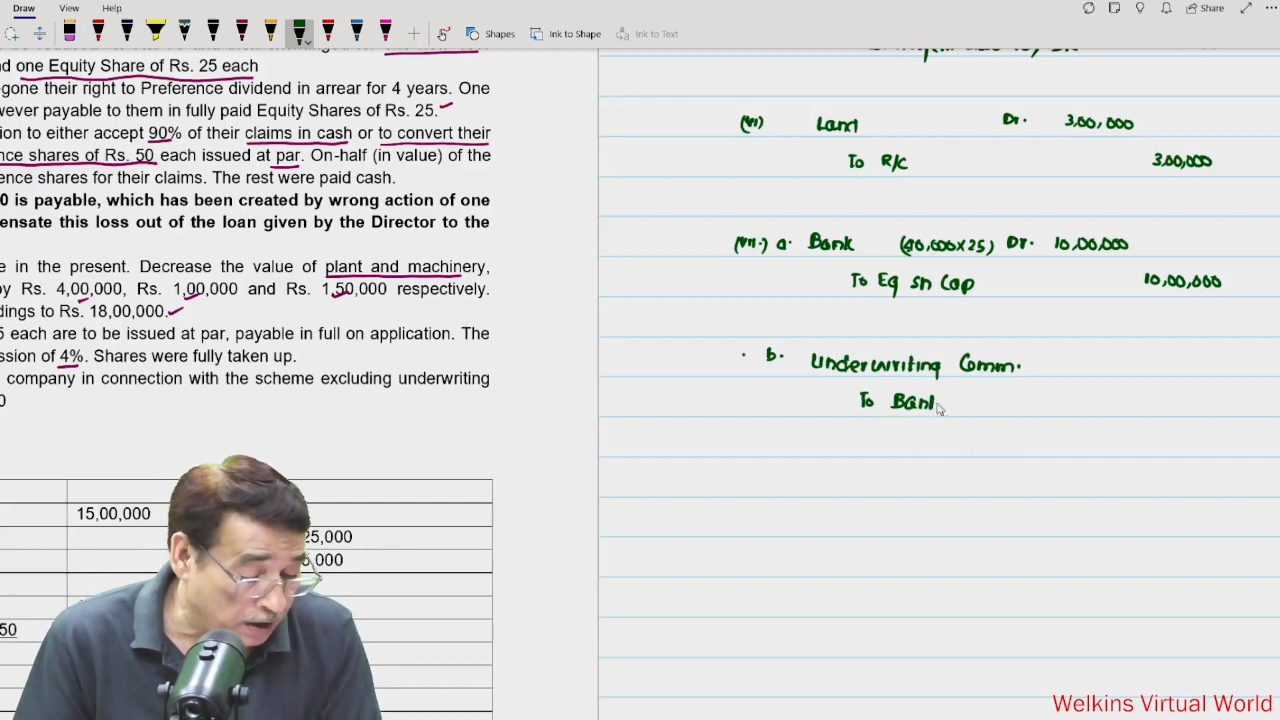 Draw View Help Share
Shapes Ink to Shape Ink to Text
d one Equity Share of Rs. 25 each
-gone their right to Preference dividend in arrear for 4 years. One
wever payable to them in fully paid Equity Shares of Rs. 25.
ion to either accept 90% of their claims in cash or to convert their
nce shares of Rs. 50 each issued at par. On-half (in value) of the
ence shares for their claims. The rest were paid cash.
0 is payable, which has been created by wrong action of one
ensate this loss out of the loan given by the Director to the
e in the present. Decrease the value of plant and machinery,
by Rs. 4,00,000, Rs. 1,00,000 and Rs. 1,50,000 respectively.
dings to Rs. 18,00,000.
5 each are to be issued at par, payable in full on application. The
ssion of 4%. Shares were fully taken up.
company in connection with the scheme excluding underwriting
0
15,00,000
25,000
,000
50
(VI) Land Dr. 3,00,000
To R/C 3,00,000
(VII.) a. Bank (40,000x25) Dr. 10,00,000
To Eq sh Cap 10,00,000
b. Underwriting Comm.
To Bank
Welkins Virtual World